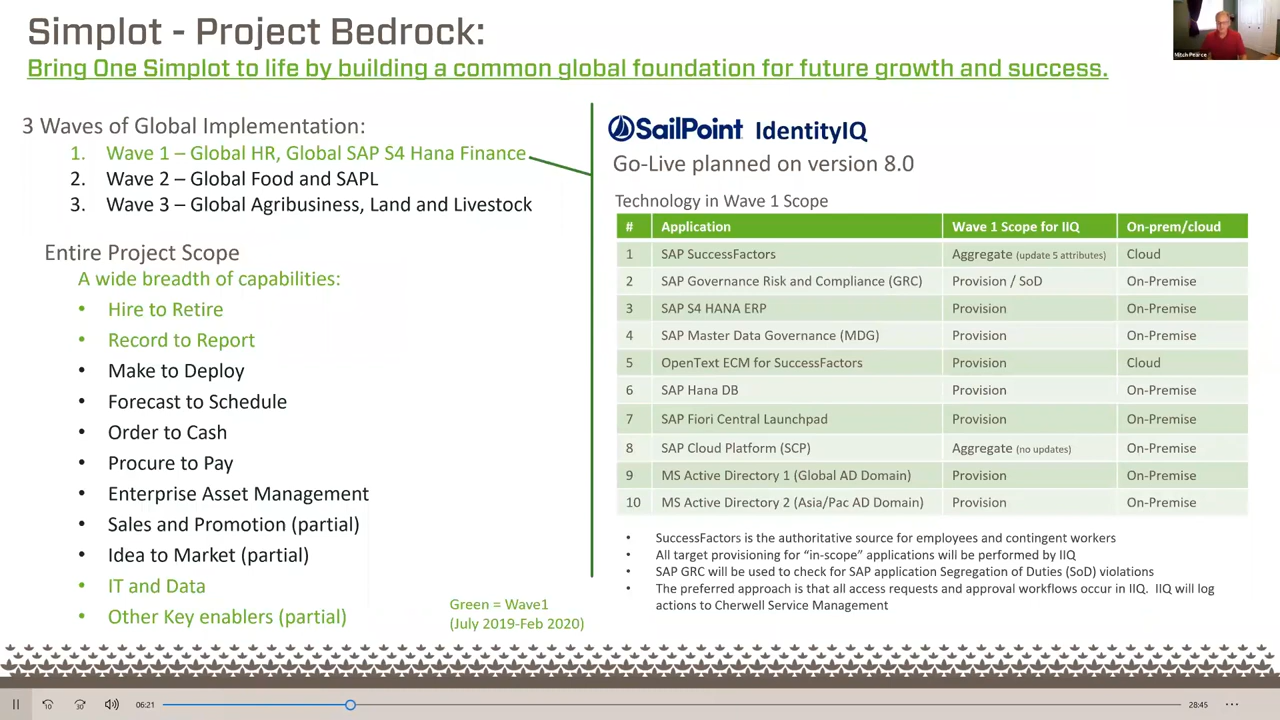 Simplot - Project Bedrock:
Bring One Simplot to life by building a common global foundation for future growth and success.
Mitch Pearce
3 Waves of Global Implementation:
1. Wave 1 – Global HR, Global SAP S4 Hana Finance
2. Wave 2 – Global Food and SAPL
3. Wave 3 – Global Agribusiness, Land and Livestock
Entire Project Scope
A wide breadth of capabilities:
• Hire to Retire
• Record to Report
• Make to Deploy
• Forecast to Schedule
• Order to Cash
• Procure to Pay
• Enterprise Asset Management
• Sales and Promotion (partial)
• Idea to Market (partial)
• IT and Data
• Other Key enablers (partial)
Green = Wave1
(July 2019-Feb 2020)
SailPoint IdentityIQ
Go-Live planned on version 8.0
Technology in Wave 1 Scope
# Application Wave 1 Scope for IIQ On-prem/cloud
1 SAP SuccessFactors Aggregate (update 5 attributes) Cloud
2 SAP Governance Risk and Compliance (GRC) Provision / SoD On-Premise
3 SAP S4 HANA ERP Provision On-Premise
4 SAP Master Data Governance (MDG) Provision On-Premise
5 OpenText ECM for SuccessFactors Provision Cloud
6 SAP Hana DB Provision On-Premise
7 SAP Fiori Central Launchpad Provision On-Premise
8 SAP Cloud Platform (SCP) Aggregate (no updates) On-Premise
9 MS Active Directory 1 (Global AD Domain) Provision On-Premise
10 MS Active Directory 2 (Asia/Pac AD Domain) Provision On-Premise
• SuccessFactors is the authoritative source for employees and contingent workers
• All target provisioning for “in-scope” applications will be performed by IIQ
• SAP GRC will be used to check for SAP application Segregation of Duties (SoD) violations
• The preferred approach is that all access requests and approval workflows occur in IIQ. IIQ will log
actions to Cherwell Service Management
10 30 06:21 28:45